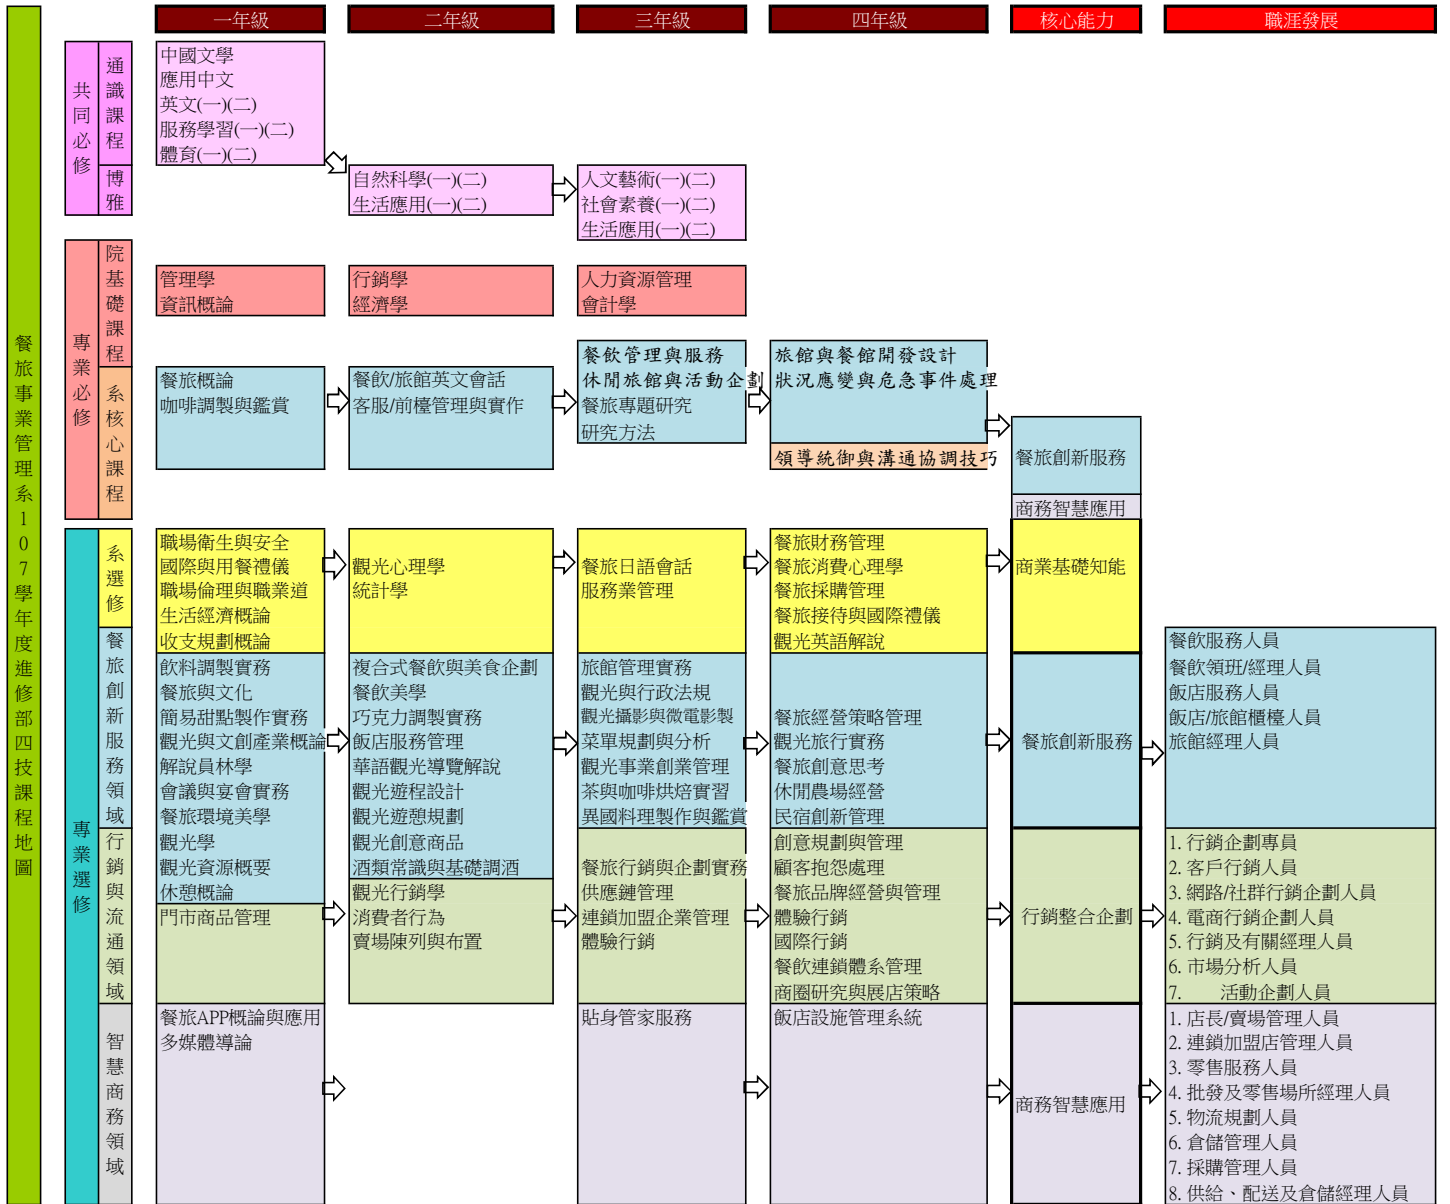 餐旅事業管理系107學年度進修部四技課程地圖
一年級
二年級
三年級
四年級
核心能力
職涯發展
共同必修
通識課程
中國文學
應用中文
英文(一)(二)
服務學習(一)(二)
體育(一)(二)
博雅
自然科學(一)(二)
生活應用(一)(二)
人文藝術(一)(二)
社會素養(一)(二)
生活應用(一)(二)
專業必修
院基礎課程
管理學
資訊概論
行銷學
經濟學
人力資源管理
會計學
系核心課程
餐旅概論
咖啡調製與鑑賞
餐飲/旅館英文會話
客服/前檯管理與實作
餐飲管理與服務
休閒旅館與活動企劃
餐旅專題研究
研究方法
旅館與餐館開發設計
狀況應變與危急事件處理
領導統御與溝通協調技巧
餐旅創新服務
商務智慧應用
專業選修
系選修
職場衛生與安全
國際與用餐禮儀
職場倫理與職業道
生活經濟概論
收支規劃概論
觀光心理學
統計學
餐旅日語會話
服務業管理
餐旅財務管理
餐旅消費心理學
餐旅採購管理
餐旅接待與國際禮儀
觀光英語解說
商業基礎知能
餐旅創新服務領域
飲料調製實務
餐旅與文化
簡易甜點製作實務
觀光與文創產業概論
解說員林學
會議與宴會實務
餐旅環境美學
觀光學
觀光資源概要
休憩概論
複合式餐飲與美食企劃
餐飲美學
巧克力調製實務
飯店服務管理
華語觀光導覽解說
觀光遊程設計
觀光遊憩規劃
觀光創意商品
酒類常識與基礎調酒
旅館管理實務
觀光與行政法規
觀光攝影與微電影製
菜單規劃與分析
觀光事業創業管理
茶與咖啡烘焙實習
異國料理製作與鑑賞
餐旅經營策略管理
觀光旅行實務
餐旅創意思考
休閒農場經營
民宿創新管理
餐旅創新服務
餐飲服務人員
餐飲領班/經理人員
飯店服務人員
飯店/旅館櫃檯人員
旅館經理人員
行銷與流通領域
門市商品管理
觀光行銷學
消費者行為
賣場陳列與布置
餐旅行銷與企劃實務
供應鏈管理
連鎖加盟企業管理
體驗行銷
創意規劃與管理
顧客抱怨處理
餐旅品牌經營與管理
體驗行銷
國際行銷
餐飲連鎖體系管理
商圈研究與展店策略
行銷整合企劃
1. 行銷企劃專員
2. 客戶行銷人員
3. 網路/社群行銷企劃人員
4. 電商行銷企劃人員
5. 行銷及有關經理人員
6. 市場分析人員
7. 活動企劃人員
智慧商務領域
餐旅APP概論與應用
多媒體導論
貼身管家服務
飯店設施管理系統
商務智慧應用
1. 店長/賣場管理人員
2. 連鎖加盟店管理人員
3. 零售服務人員
4. 批發及零售場所經理人員
5. 物流規劃人員
6. 倉儲管理人員
7. 採購管理人員
8. 供給、配送及倉儲經理人員